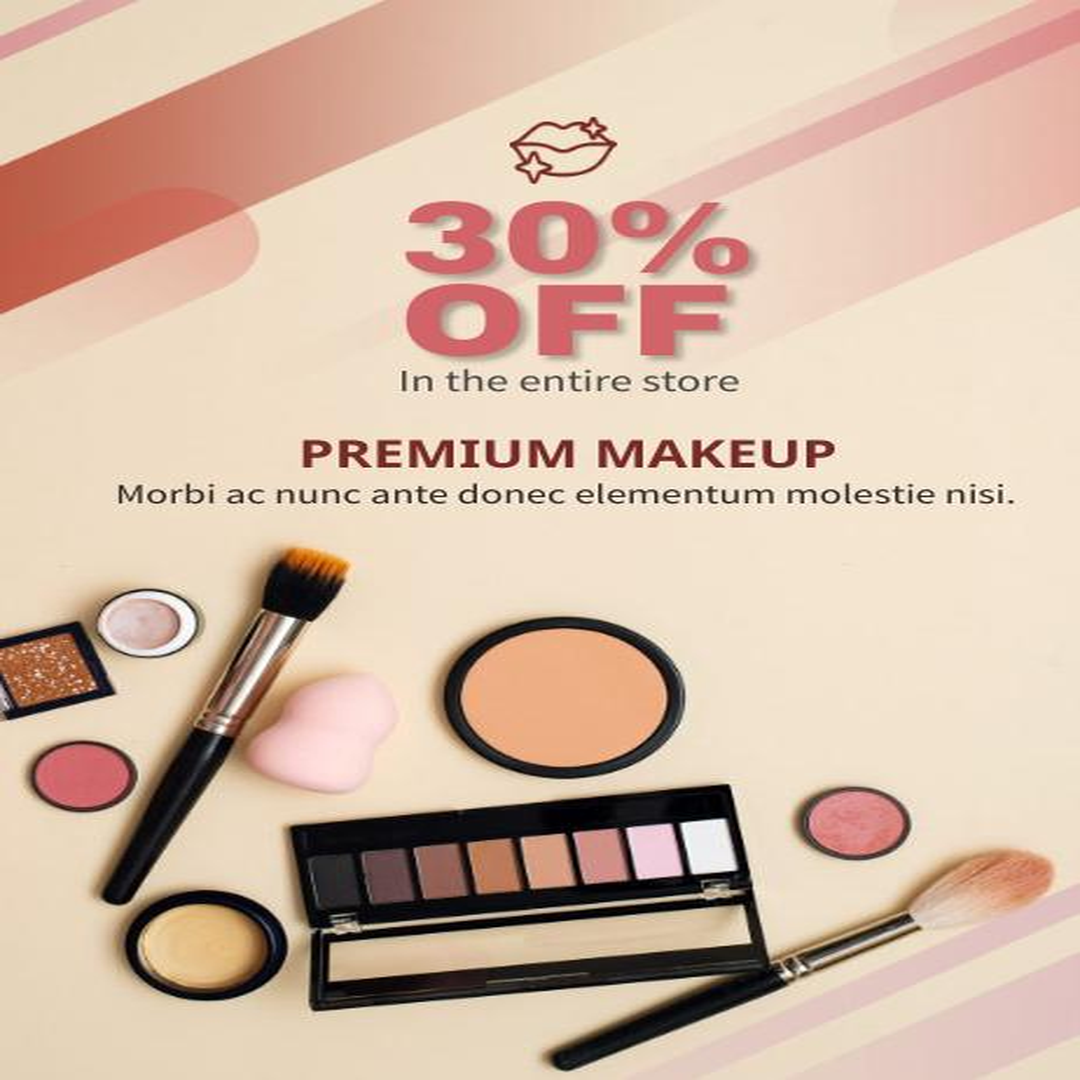 30%
OFF
In the entire store
PREMIUM MAKEUP
Morbi ac nunc ante donec elementum molestie nisi.